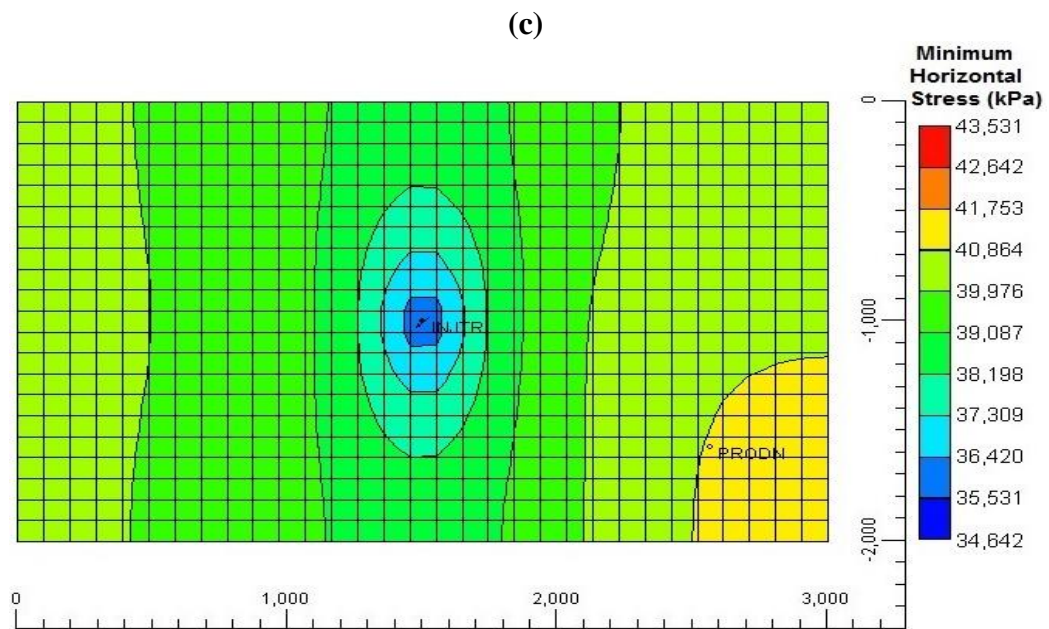 (c)
Minimum
Horizontal
Stress (kPa)
43,531
42,642
41,753
40,864
39,976
39,087
38,198
37,309
36,420
35,531
34,642
0
-1,000
-2,000
INJTR
PRODN
0 1,000 2,000 3,000